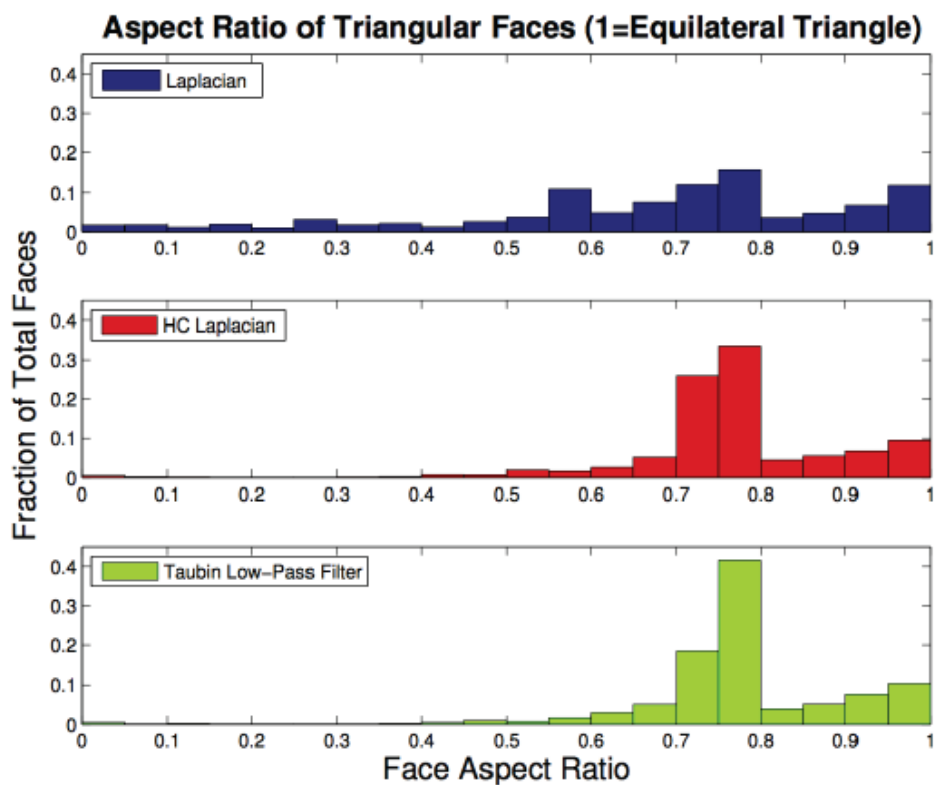 Aspect Ratio of Triangular Faces (1=Equilateral Triangle)
Fraction of Total Faces
Laplacian
0.4
0.3
0.2
0.1
0
0 0.1 0.2 0.3 0.4 0.5 0.6 0.7 0.8 0.9 1
HC Laplacian
0.4
0.3
0.2
0.1
0
0 0.1 0.2 0.3 0.4 0.5 0.6 0.7 0.8 0.9 1
Taubin Low-Pass Filter
0.4
0.3
0.2
0.1
0
0 0.1 0.2 0.3 0.4 0.5 0.6 0.7 0.8 0.9 1
Face Aspect Ratio